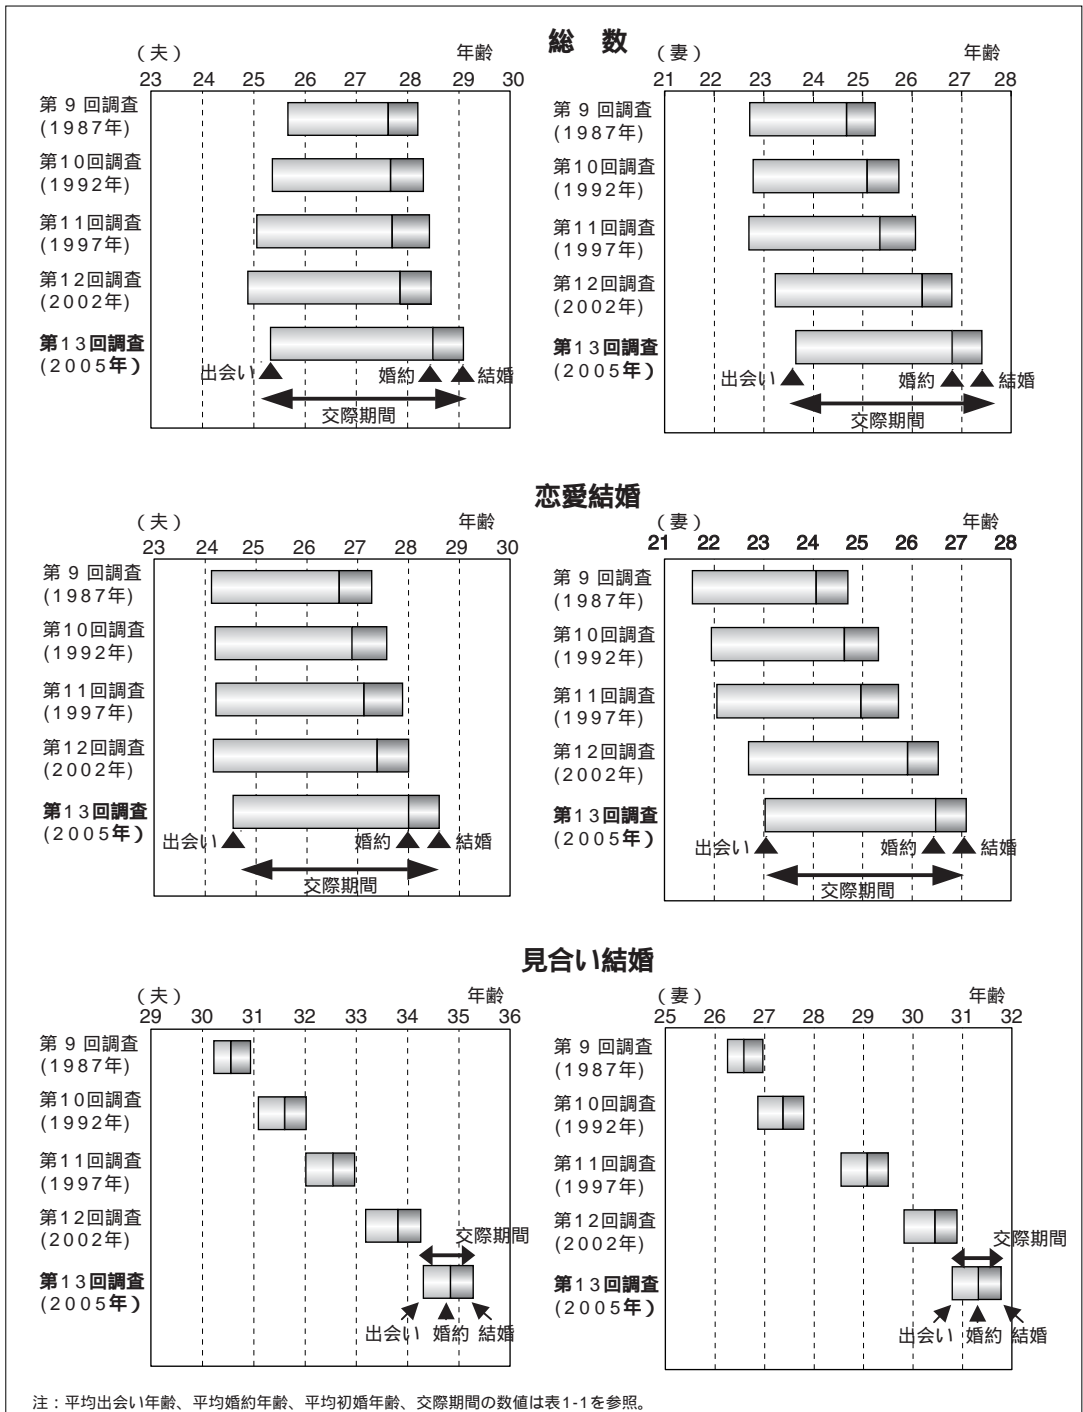 総　数
(夫)
年齢
23 24 25 26 27 28 29 30
第 9 回調査
(1987年)
第10回調査
(1992年)
第11回調査
(1997年)
第12回調査
(2002年)
第13回調査
(2005年)
出会い
婚約
結婚
交際期間
(妻)
年齢
21 22 23 24 25 26 27 28
第 9 回調査
(1987年)
第10回調査
(1992年)
第11回調査
(1997年)
第12回調査
(2002年)
第13回調査
(2005年)
出会い
婚約
結婚
交際期間
恋愛結婚
(夫)
年齢
23 24 25 26 27 28 29 30
第 9 回調査
(1987年)
第10回調査
(1992年)
第11回調査
(1997年)
第12回調査
(2002年)
第13回調査
(2005年)
出会い
婚約
結婚
交際期間
(妻)
年齢
21 22 23 24 25 26 27 28
第 9 回調査
(1987年)
第10回調査
(1992年)
第11回調査
(1997年)
第12回調査
(2002年)
第13回調査
(2005年)
出会い
婚約
結婚
交際期間
見合い結婚
(夫)
年齢
29 30 31 32 33 34 35 36
第 9 回調査
(1987年)
第10回調査
(1992年)
第11回調査
(1997年)
第12回調査
(2002年)
交際期間
第13回調査
(2005年)
出会い
婚約
結婚
(妻)
年齢
25 26 27 28 29 30 31 32
第 9 回調査
(1987年)
第10回調査
(1992年)
第11回調査
(1997年)
第12回調査
(2002年)
交際期間
第13回調査
(2005年)
出会い
婚約
結婚
注：平均出会い年齢、平均婚約年齢、平均初婚年齢、交際期間の数値は表1-1を参照。